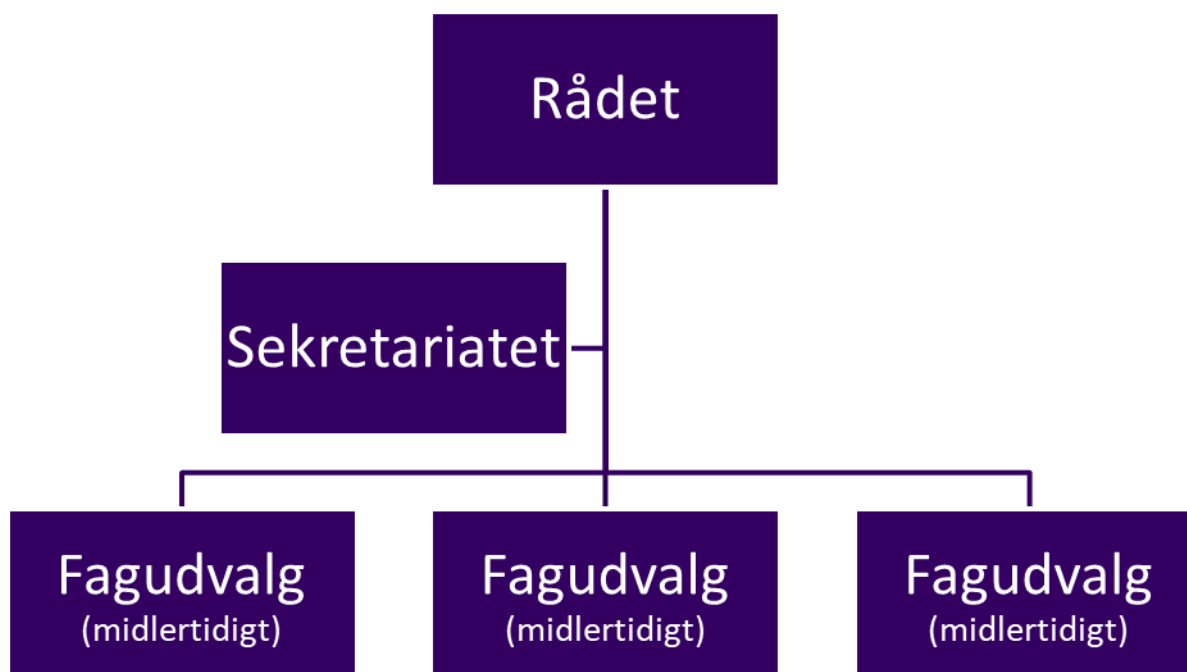 Rådet
Sekretariatet
Fagudvalg
(midlertidigt)
Fagudvalg
(midlertidigt)
Fagudvalg
(midlertidigt)